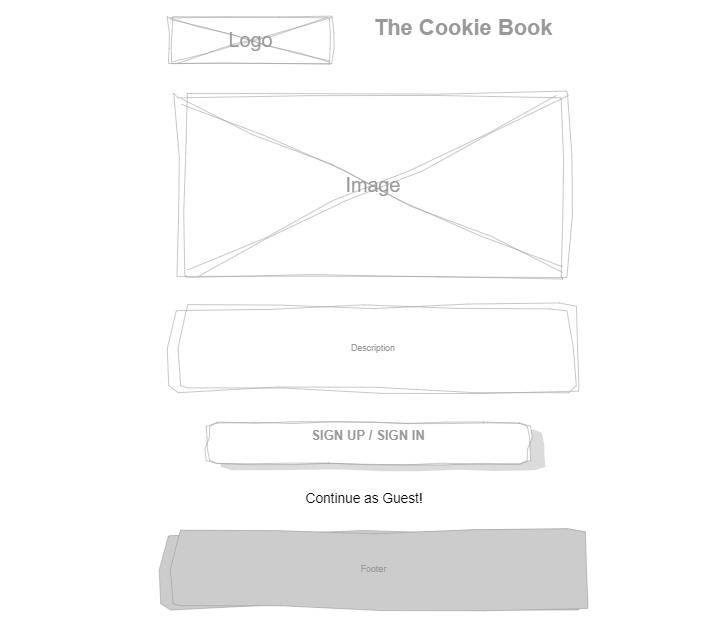 Logo
The Cookie Book
Image
Description
SIGN UP / SIGN IN
Continue as Guest!
Footer